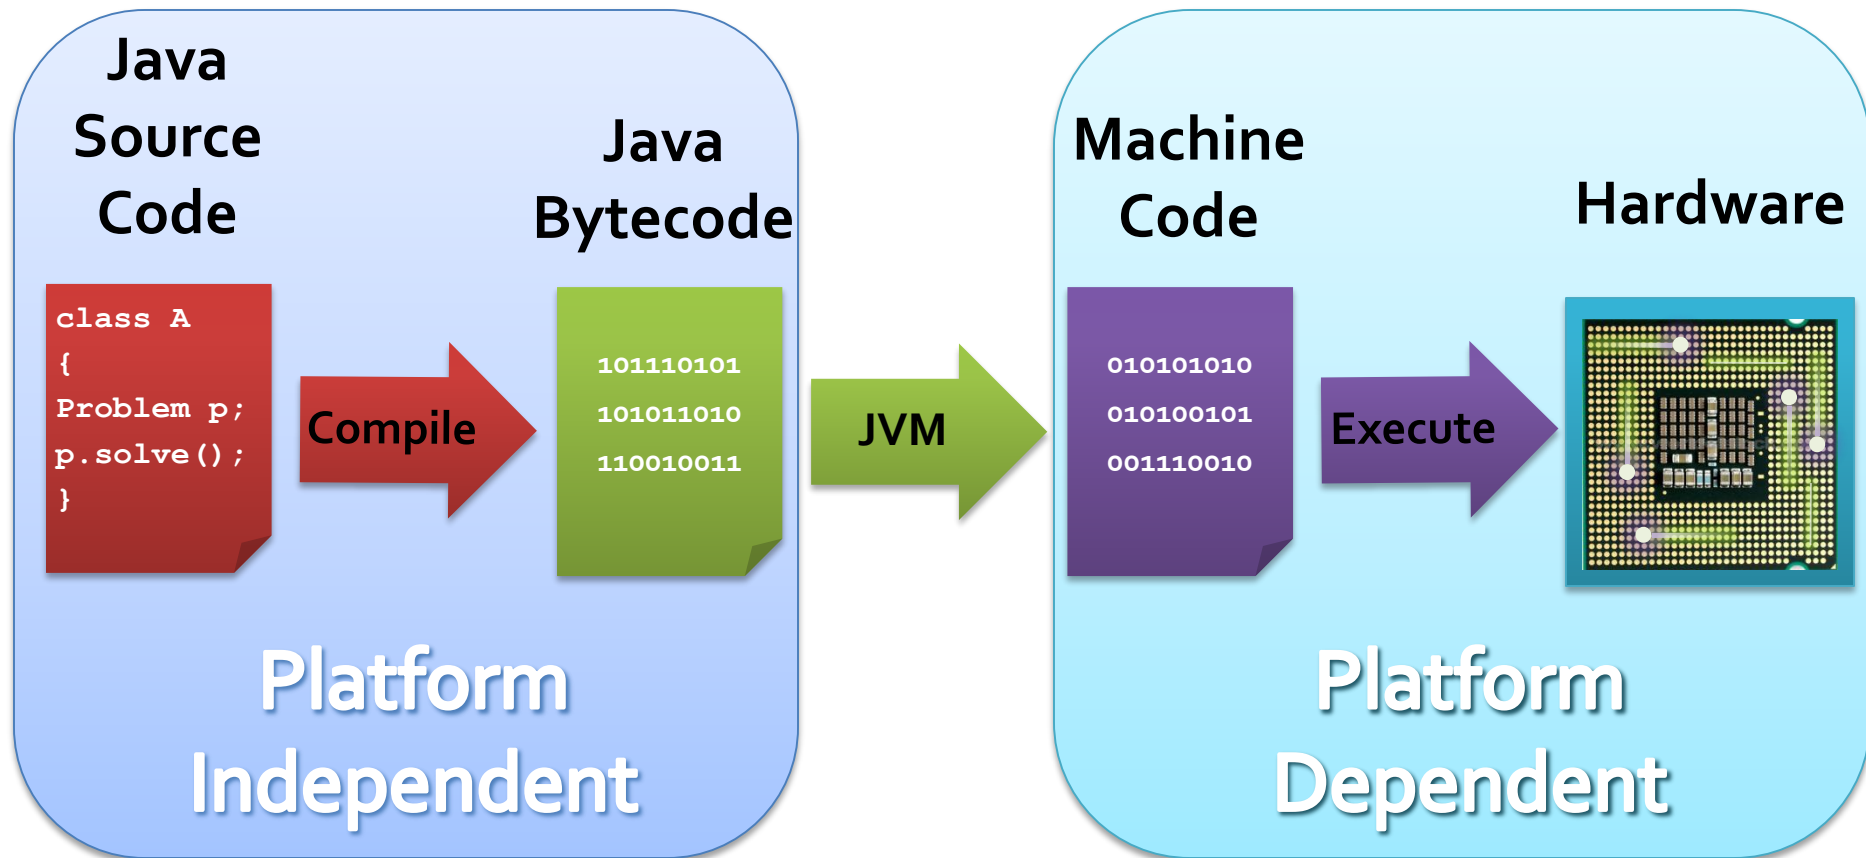 Java
Source
Code
class A
{
Problem p;
p.solve();
}
Compile
Java
Bytecode
101110101
101011010
110010011
Platform
Independent
JVM
Machine
Code
010101010
010100101
001110010
Execute
Hardware
Platform
Dependent